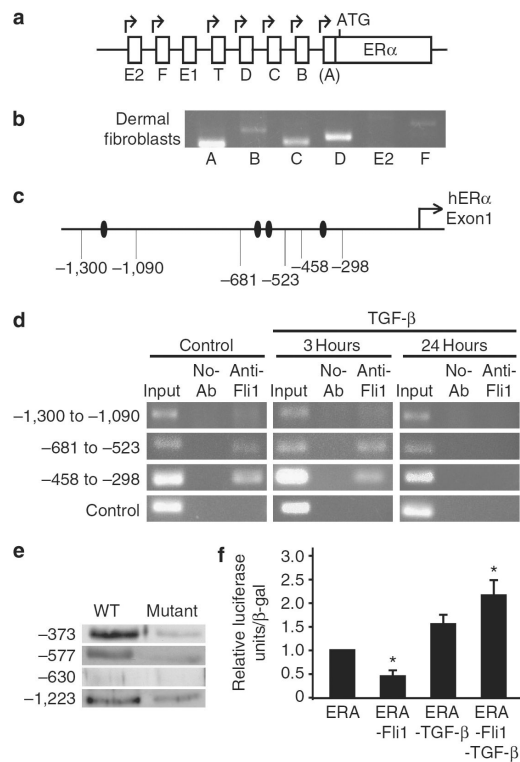 a
ATG
ERα
E2 F E1 T D C B (A)
b
Dermal
fibroblasts
A B C D E2 F
c
hERα
Exon1
–1,300 –1,090 –681 –523 –458 –298
d
TGF-β
Control 3 Hours 24 Hours
Input No-Ab Anti-Fli1 Input No-Ab Anti-Fli1 Input No-Ab Anti-Fli1
–1,300 to –1,090
–681 to –523
–458 to –298
Control
e
WT Mutant
–373
–577
–630
–1,223
f
Relative luciferase
units/β-gal
3.0
2.5
2.0
1.5
1.0
0.5
0
* *
ERA ERA ERA ERA
-Fli1 -TGF-β -Fli1
-TGF-β